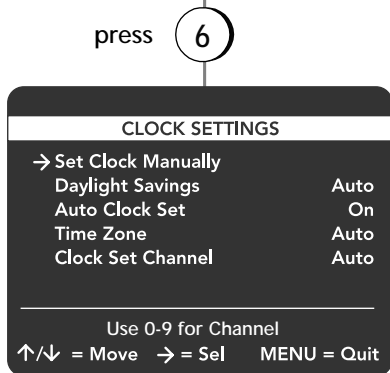 press 6
CLOCK SETTINGS
→ Set Clock Manually
Daylight Savings Auto
Auto Clock Set On
Time Zone Auto
Clock Set Channel Auto
Use 0-9 for Channel
↑/↓ = Move → = Sel MENU = Quit